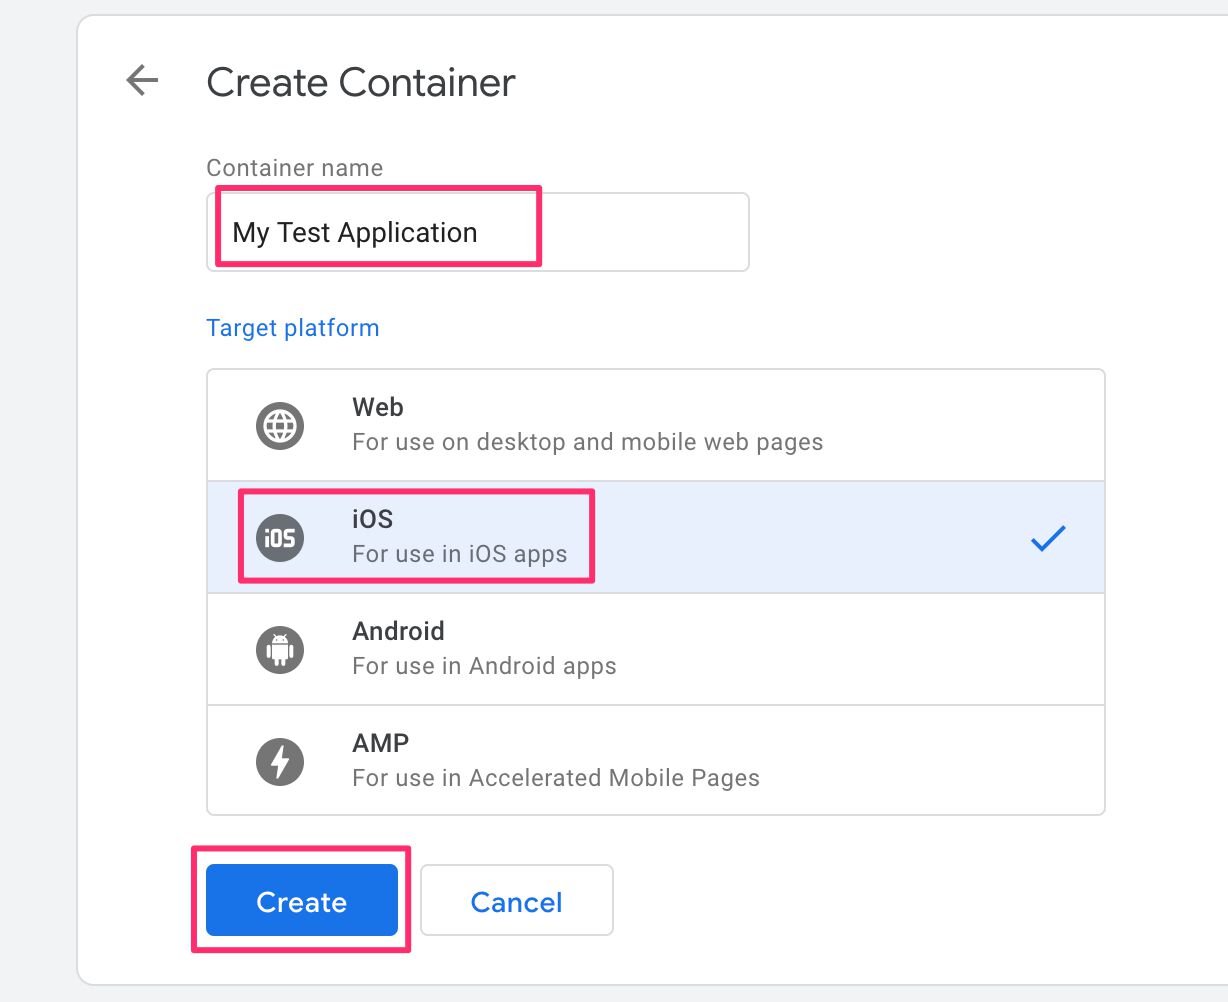 Create Container
Container name
My Test Application
Target platform
Web
For use on desktop and mobile web pages
iOS
iOS
For use in iOS apps
Android
For use in Android apps
AMP
For use in Accelerated Mobile Pages
Create
Cancel